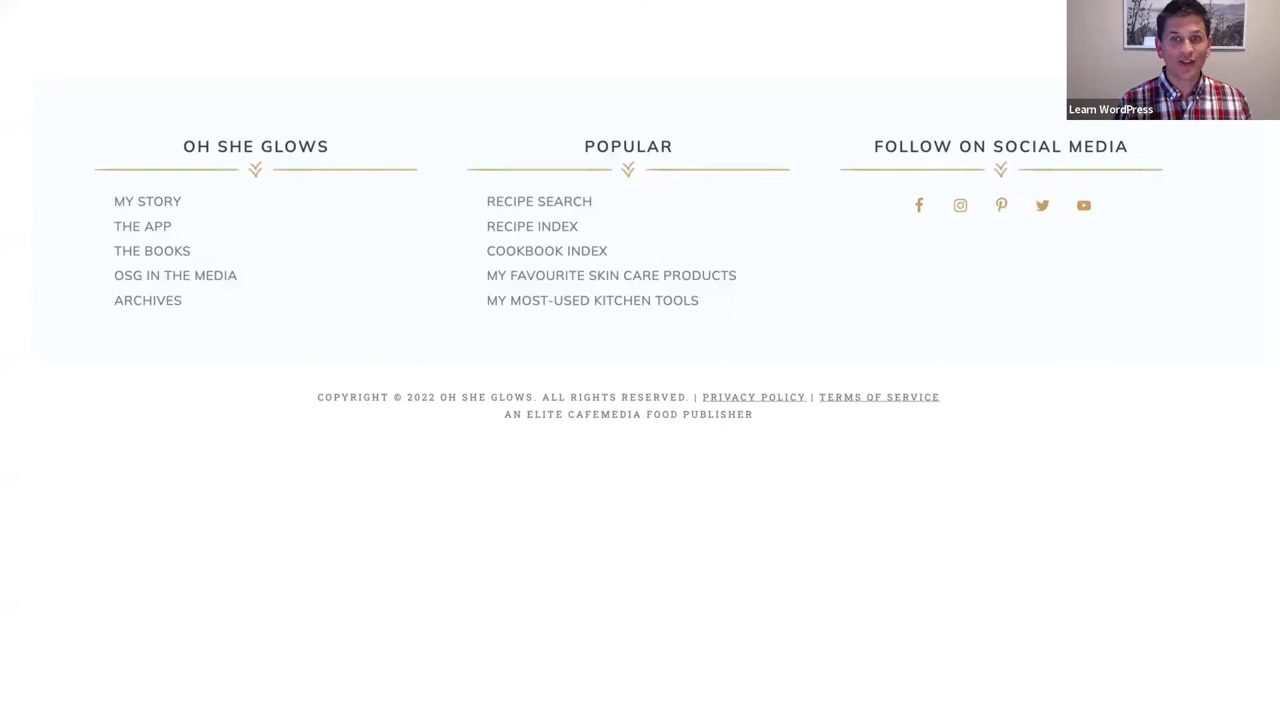 Learn WordPress
OH SHE GLOWS
MY STORY
THE APP
THE BOOKS
OSG IN THE MEDIA
ARCHIVES
POPULAR
RECIPE SEARCH
RECIPE INDEX
COOKBOOK INDEX
MY FAVOURITE SKIN CARE PRODUCTS
MY MOST-USED KITCHEN TOOLS
FOLLOW ON SOCIAL MEDIA
COPYRIGHT © 2022 OH SHE GLOWS. ALL RIGHTS RESERVED. | PRIVACY POLICY | TERMS OF SERVICE
AN ELITE CAFEMEDIA FOOD PUBLISHER